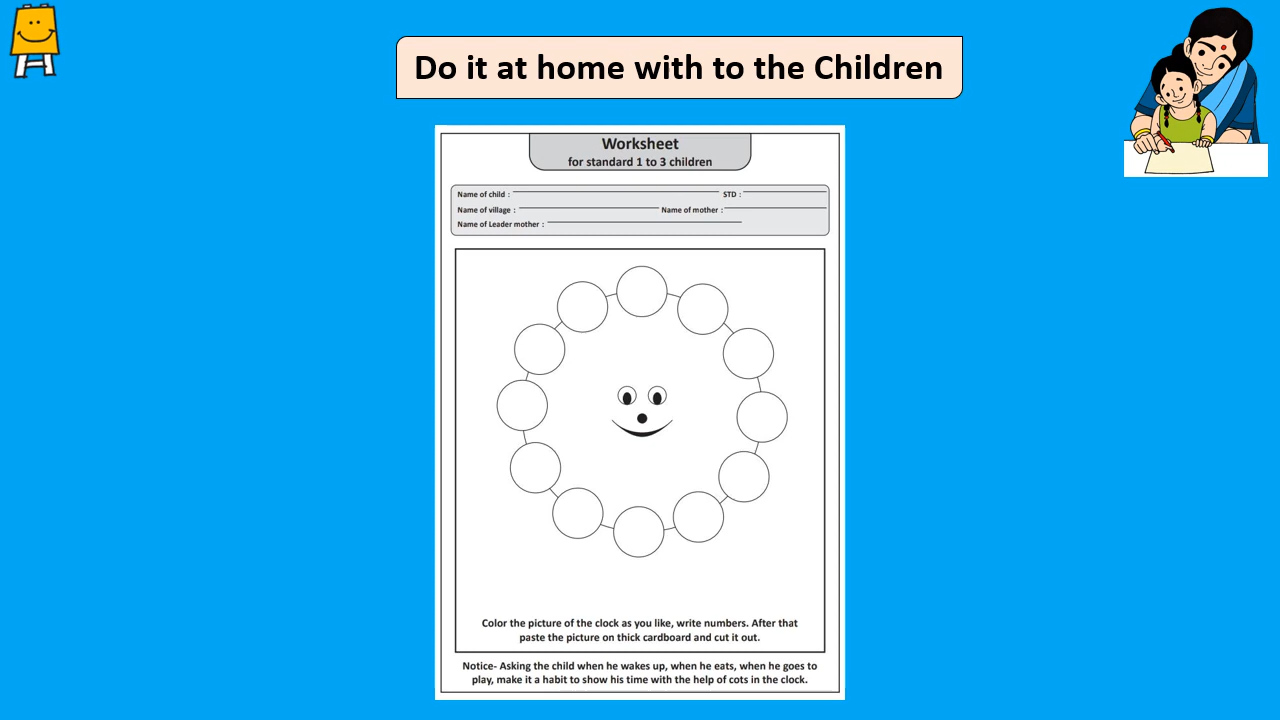 Do it at home with to the Children
Worksheet
for standard 1 to 3 children
Name of child : STD :
Name of village : Name of mother :
Name of Leader mother :
Color the picture of the clock as you like, write numbers. After that
paste the picture on thick cardboard and cut it out.
Notice- Asking the child when he wakes up, when he eats, when he goes to
play, make it a habit to show his time with the help of cots in the clock.